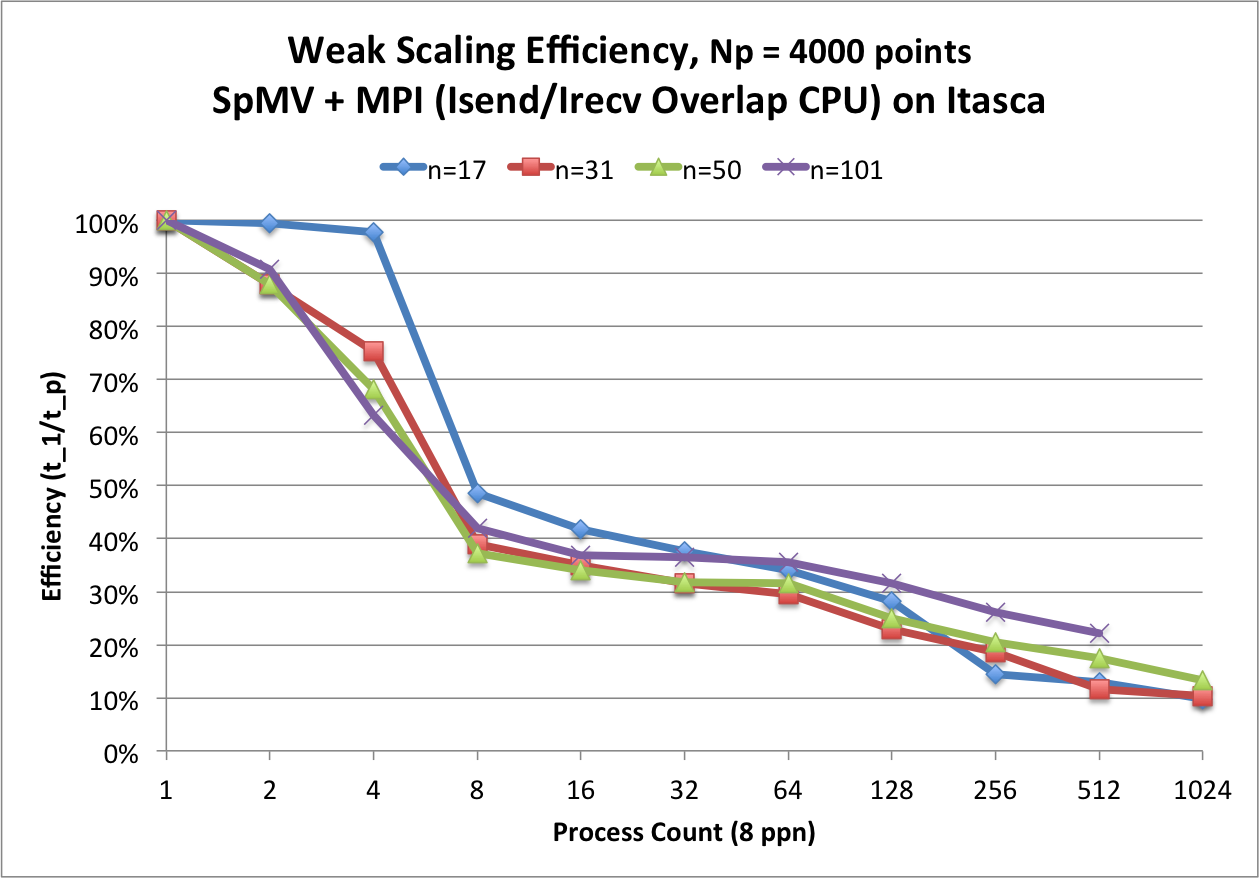 Weak Scaling Efficiency, Np = 4000 points
SpMV + MPI (Isend/Irecv Overlap CPU) on Itasca
n=17 n=31 n=50 n=101
100%
90%
80%
70%
60%
50%
40%
30%
20%
10%
0%
Efficiency (t_1/t_p)
1 2 4 8 16 32 64 128 256 512 1024
Process Count (8 ppn)